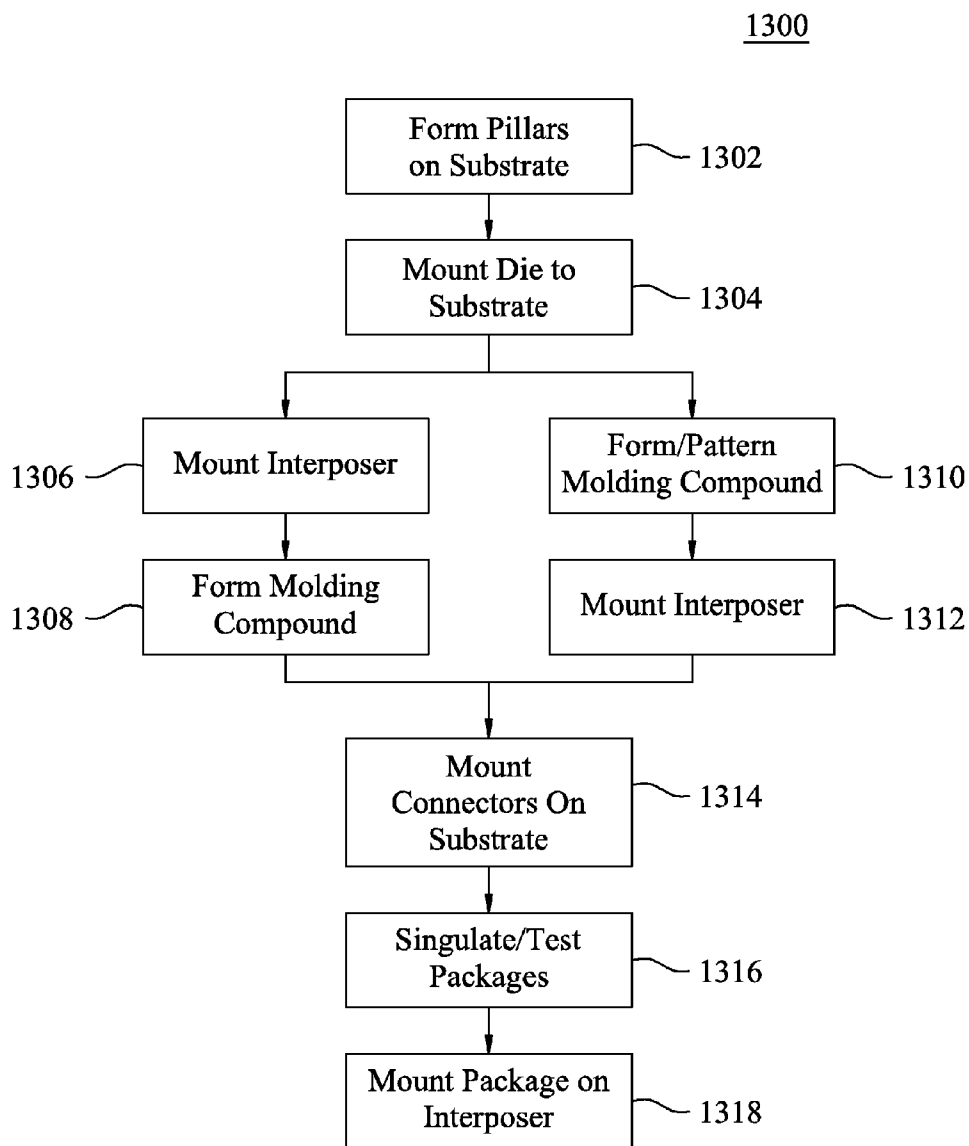 1300
Form Pillars
on Substrate
1302
Mount Die to
Substrate
1304
1306
Mount Interposer
Form/Pattern
Molding Compound
1310
1308
Form Molding
Compound
Mount Interposer
1312
Mount
Connectors On
Substrate
1314
Singulate/Test
Packages
1316
Mount Package on
Interposer
1318